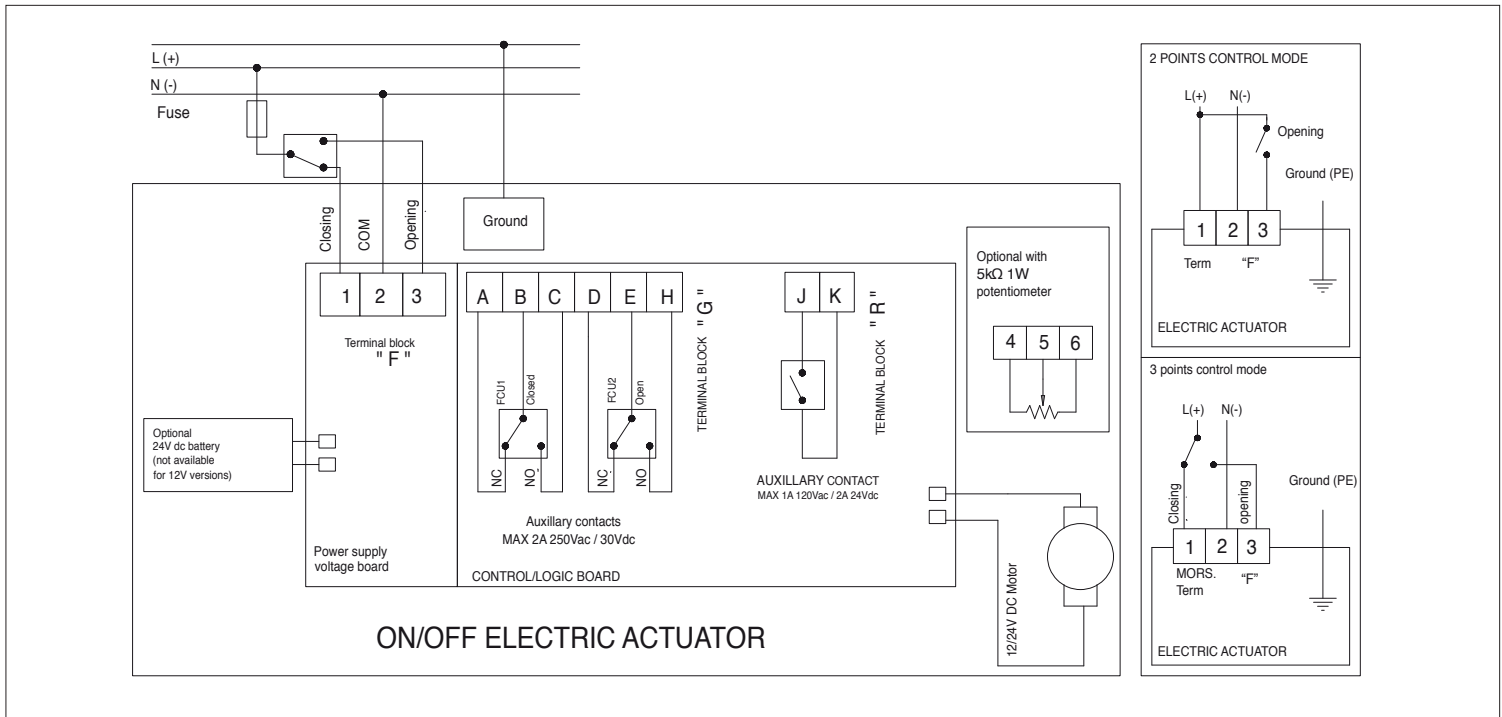 L (+)
N (-)
Fuse
Closing
COM
Opening
Ground
1 2 3
Terminal block
" F "
A B C D E H
TERMINAL BLOCK " G "
FCU1
Closed
FCU2
Open
NC
NO
NC
NO
Auxillary contacts
MAX 2A 250Vac / 30Vdc
J K
TERMINAL BLOCK " R "
AUXILLARY CONTACT
MAX 1A 120Vac / 2A 24Vdc
Optional with
5kΩ 1W
potentiometer
4 5 6
Optional
24V dc battery
(not available
for 12V versions)
Power supply
voltage board
CONTROL/LOGIC BOARD
12/24V DC Motor
ON/OFF ELECTRIC ACTUATOR
2 POINTS CONTROL MODE
L(+) N(-)
Opening
Ground (PE)
1 2 3
Term "F"
ELECTRIC ACTUATOR
3 points control mode
L(+) N(-)
Closing
opening
Ground (PE)
1 2 3
MORS.
Term "F"
ELECTRIC ACTUATOR